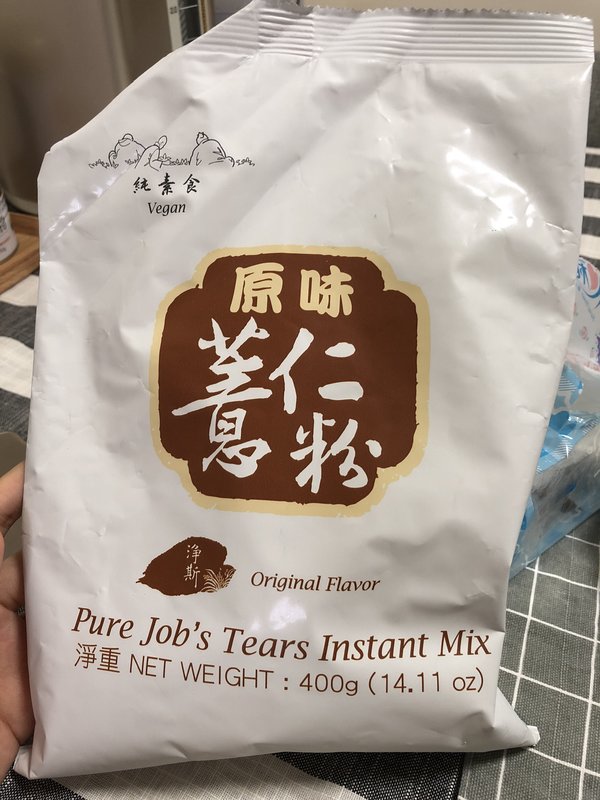 純素食
Vegan
原味
薏仁
粉
淨斯
Original Flavor
Pure Job's Tears Instant Mix
淨重 NET WEIGHT : 400g (14.11 oz)